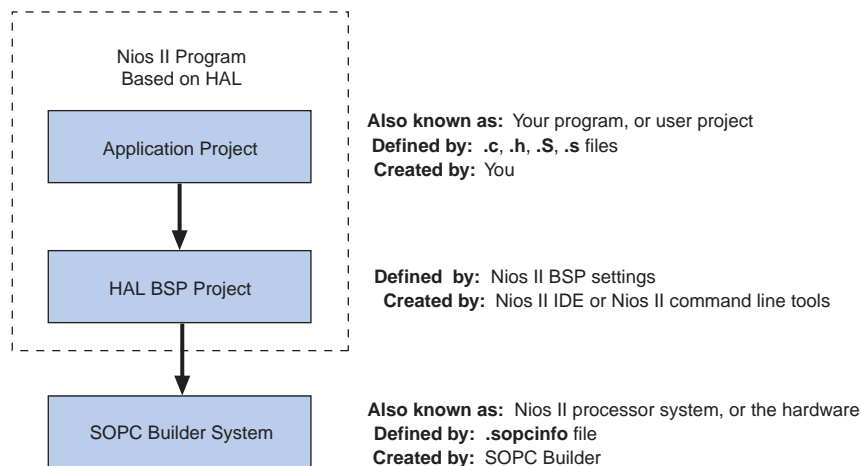 Nios II Program
Based on HAL
Application Project
Also known as: Your program, or user project
Defined by: .c, .h, .S, .s files
Created by: You
HAL BSP Project
Defined by: Nios II BSP settings
Created by: Nios II IDE or Nios II command line tools
SOPC Builder System
Also known as: Nios II processor system, or the hardware
Defined by: .sopcinfo file
Created by: SOPC Builder